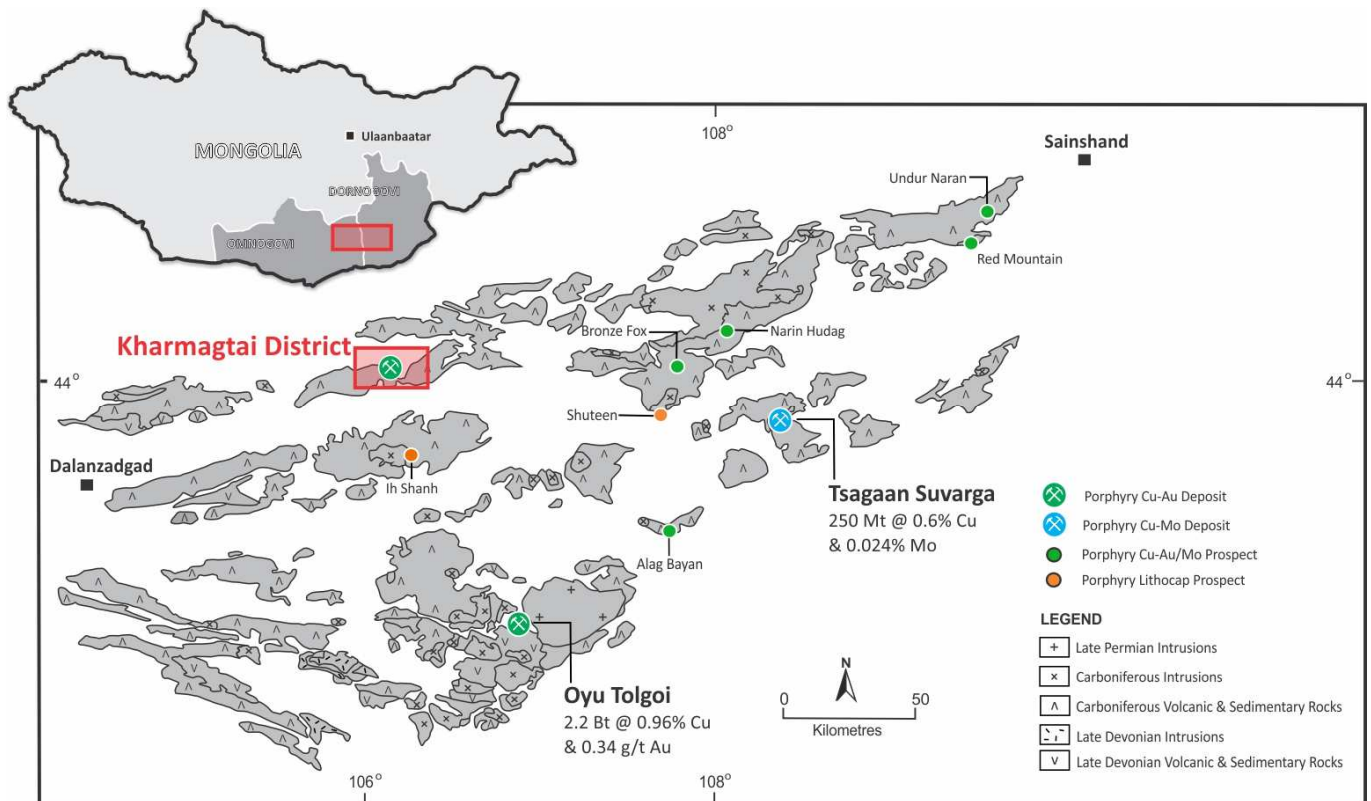 Ulaanbaatar
MONGOLIA
DORNOGOVI
OMNOGOVI
108°
Sainshand
Undur Naran
Red Mountain
Bronze Fox
Narin Hudag
Kharmagtai District
44°
44°
Shuteen
Dalanzadgad
Ih Shanh
Tsagaan Suvarga
250 Mt @ 0.6% Cu
& 0.024% Mo
Alag Bayan
Oyu Tolgoi
2.2 Bt @ 0.96% Cu
& 0.34 g/t Au
N
0 50
Kilometres
Porphyry Cu-Au Deposit
Porphyry Cu-Mo Deposit
Porphyry Cu-Au/Mo Prospect
Porphyry Lithocap Prospect
LEGEND
+ Late Permian Intrusions
× Carboniferous Intrusions
^ Carboniferous Volcanic & Sedimentary Rocks
Late Devonian Intrusions
v Late Devonian Volcanic & Sedimentary Rocks
106°
108°